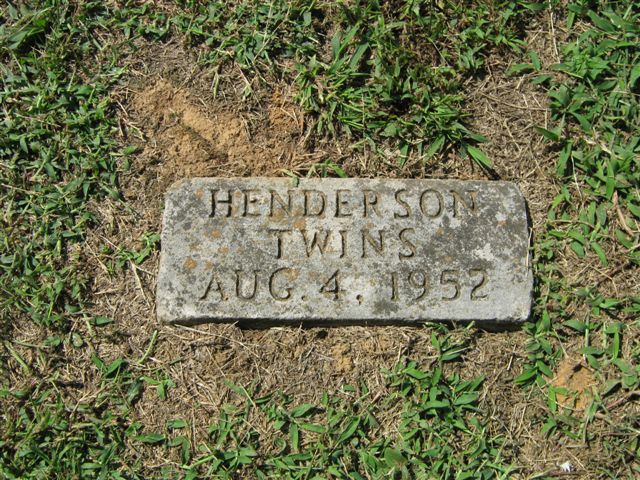 HENDERSON
TWINS
AUG. 4, 1952